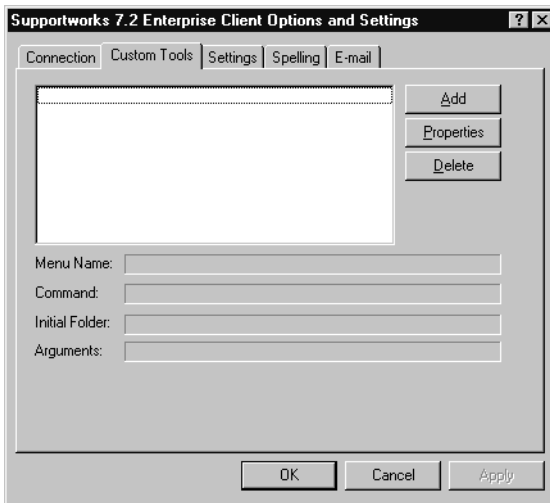 Supportworks 7.2 Enterprise Client Options and Settings ? X
Connection Custom Tools Settings Spelling E-mail
Add
Properties
Delete
Menu Name:
Command:
Initial Folder:
Arguments:
OK Cancel Apply